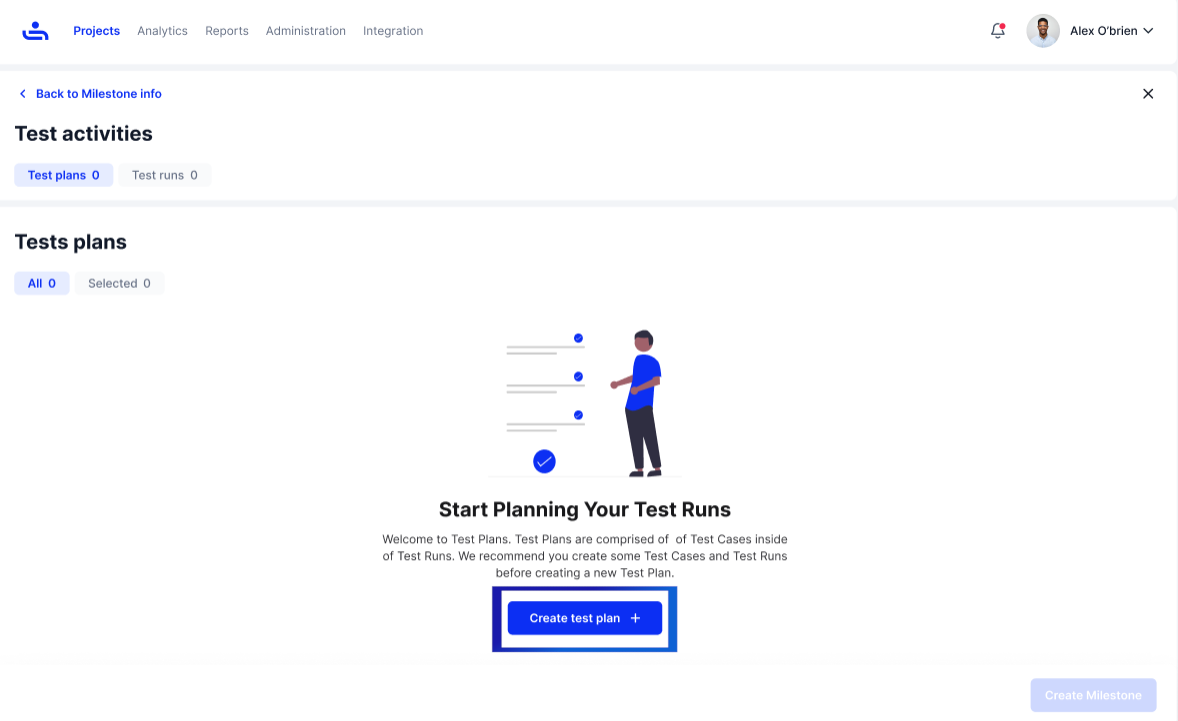 Projects Analytics Reports Administration Integration Alex O'brien
Back to Milestone info
Test activities
Test plans 0 Test runs 0
Tests plans
All 0 Selected 0
Start Planning Your Test Runs
Welcome to Test Plans. Test Plans are comprised of of Test Cases inside
of Test Runs. We recommend you create some Test Cases and Test Runs
before creating a new Test Plan.
Create test plan +
Create Milestone